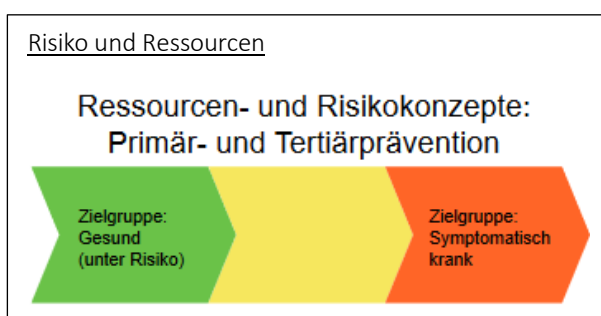 Risiko und Ressourcen
Ressourcen- und Risikokonzepte:
Primär- und Tertiärprävention
Zielgruppe:
Gesund
(unter Risiko)
Zielgruppe:
Symptomatisch
krank